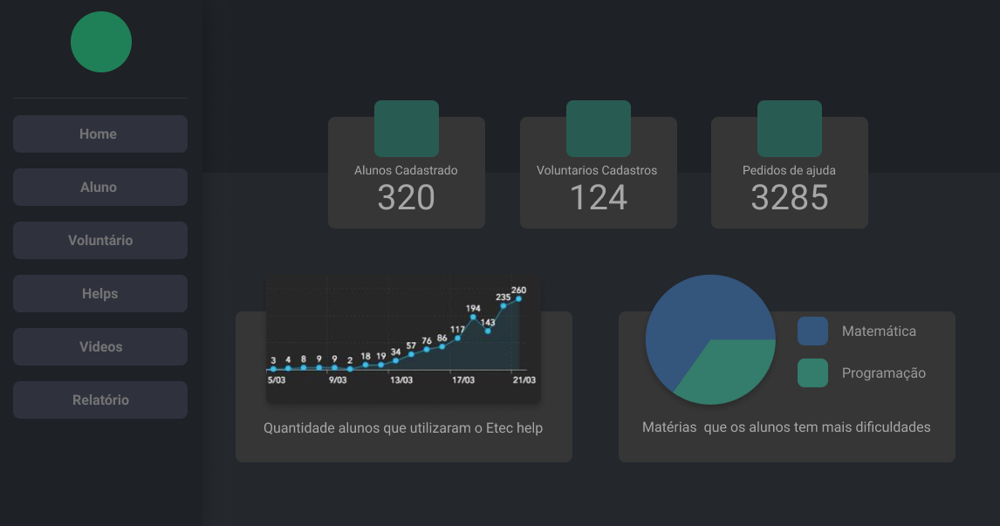 Home
Aluno
Voluntário
Helps
Videos
Relatório
Alunos Cadastrado
320
Voluntarios Cadastros
124
Pedidos de ajuda
3285
3 4 8 9 9 2 18 19 34 57 76 86 117 194 143 235 260
5/03 9/03 13/03 17/03 21/03
Quantidade alunos que utilizaram o Etec help
Matemática
Programação
Matérias  que os alunos tem mais dificuldades